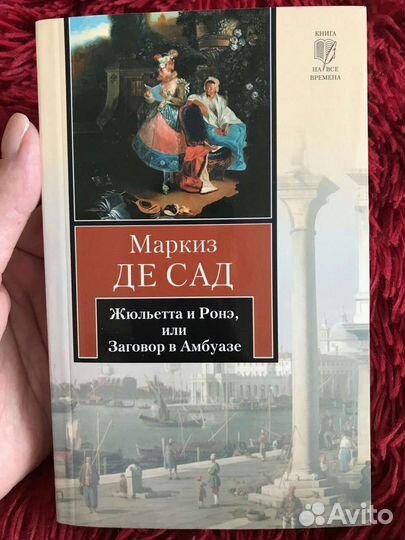 КНИГА
НА ВСЕ
ВРЕМЕНА
Маркиз
ДЕ САД
Жюльетта и Ронэ,
или
Заговор в Амбуазе
Avito